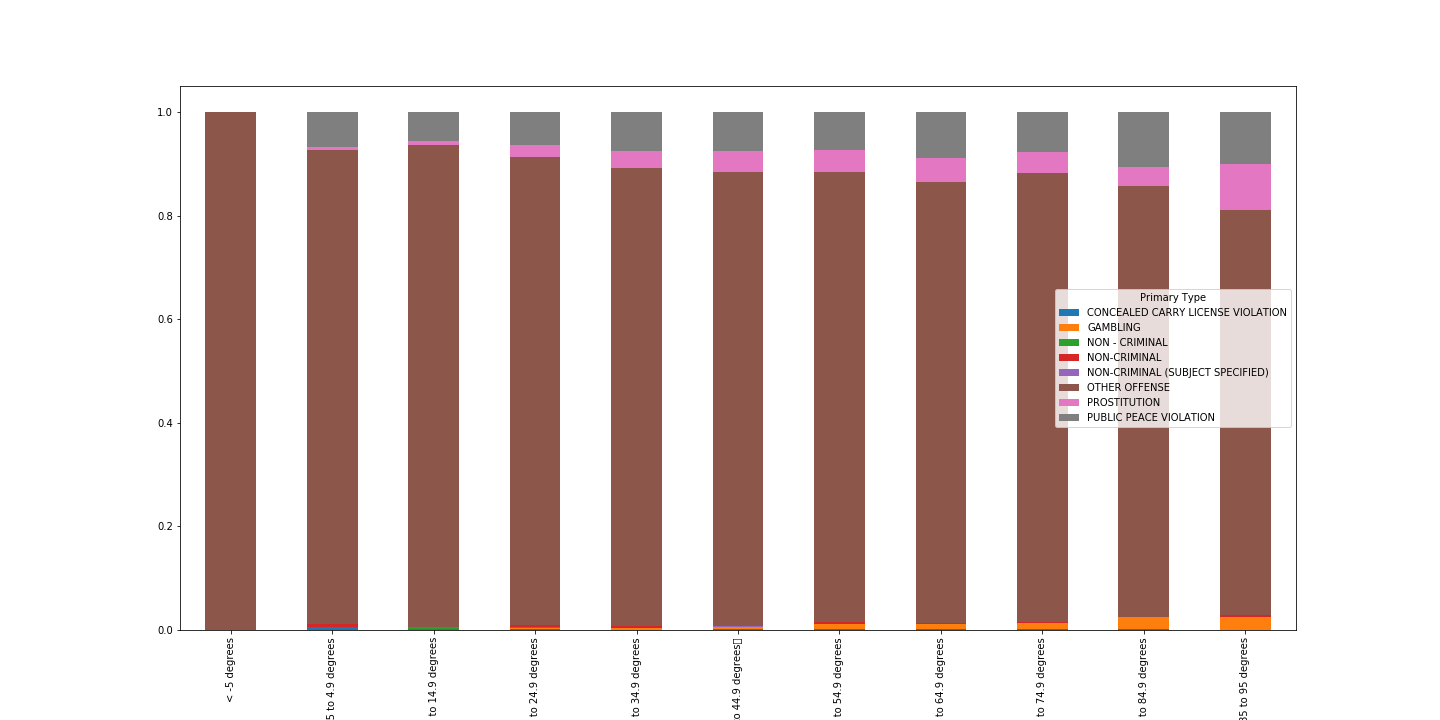 1.0
0.8
0.6
0.4
0.2
0.0
Primary Type
CONCEALED CARRY LICENSE VIOLATION
GAMBLING
NON - CRIMINAL
NON-CRIMINAL
NON-CRIMINAL (SUBJECT SPECIFIED)
OTHER OFFENSE
PROSTITUTION
PUBLIC PEACE VIOLATION
< -5 degrees
5 to 4.9 degrees
to 14.9 degrees
to 24.9 degrees
to 34.9 degrees
to 44.9 degrees▯
to 54.9 degrees
to 64.9 degrees
to 74.9 degrees
to 84.9 degrees
35 to 95 degrees